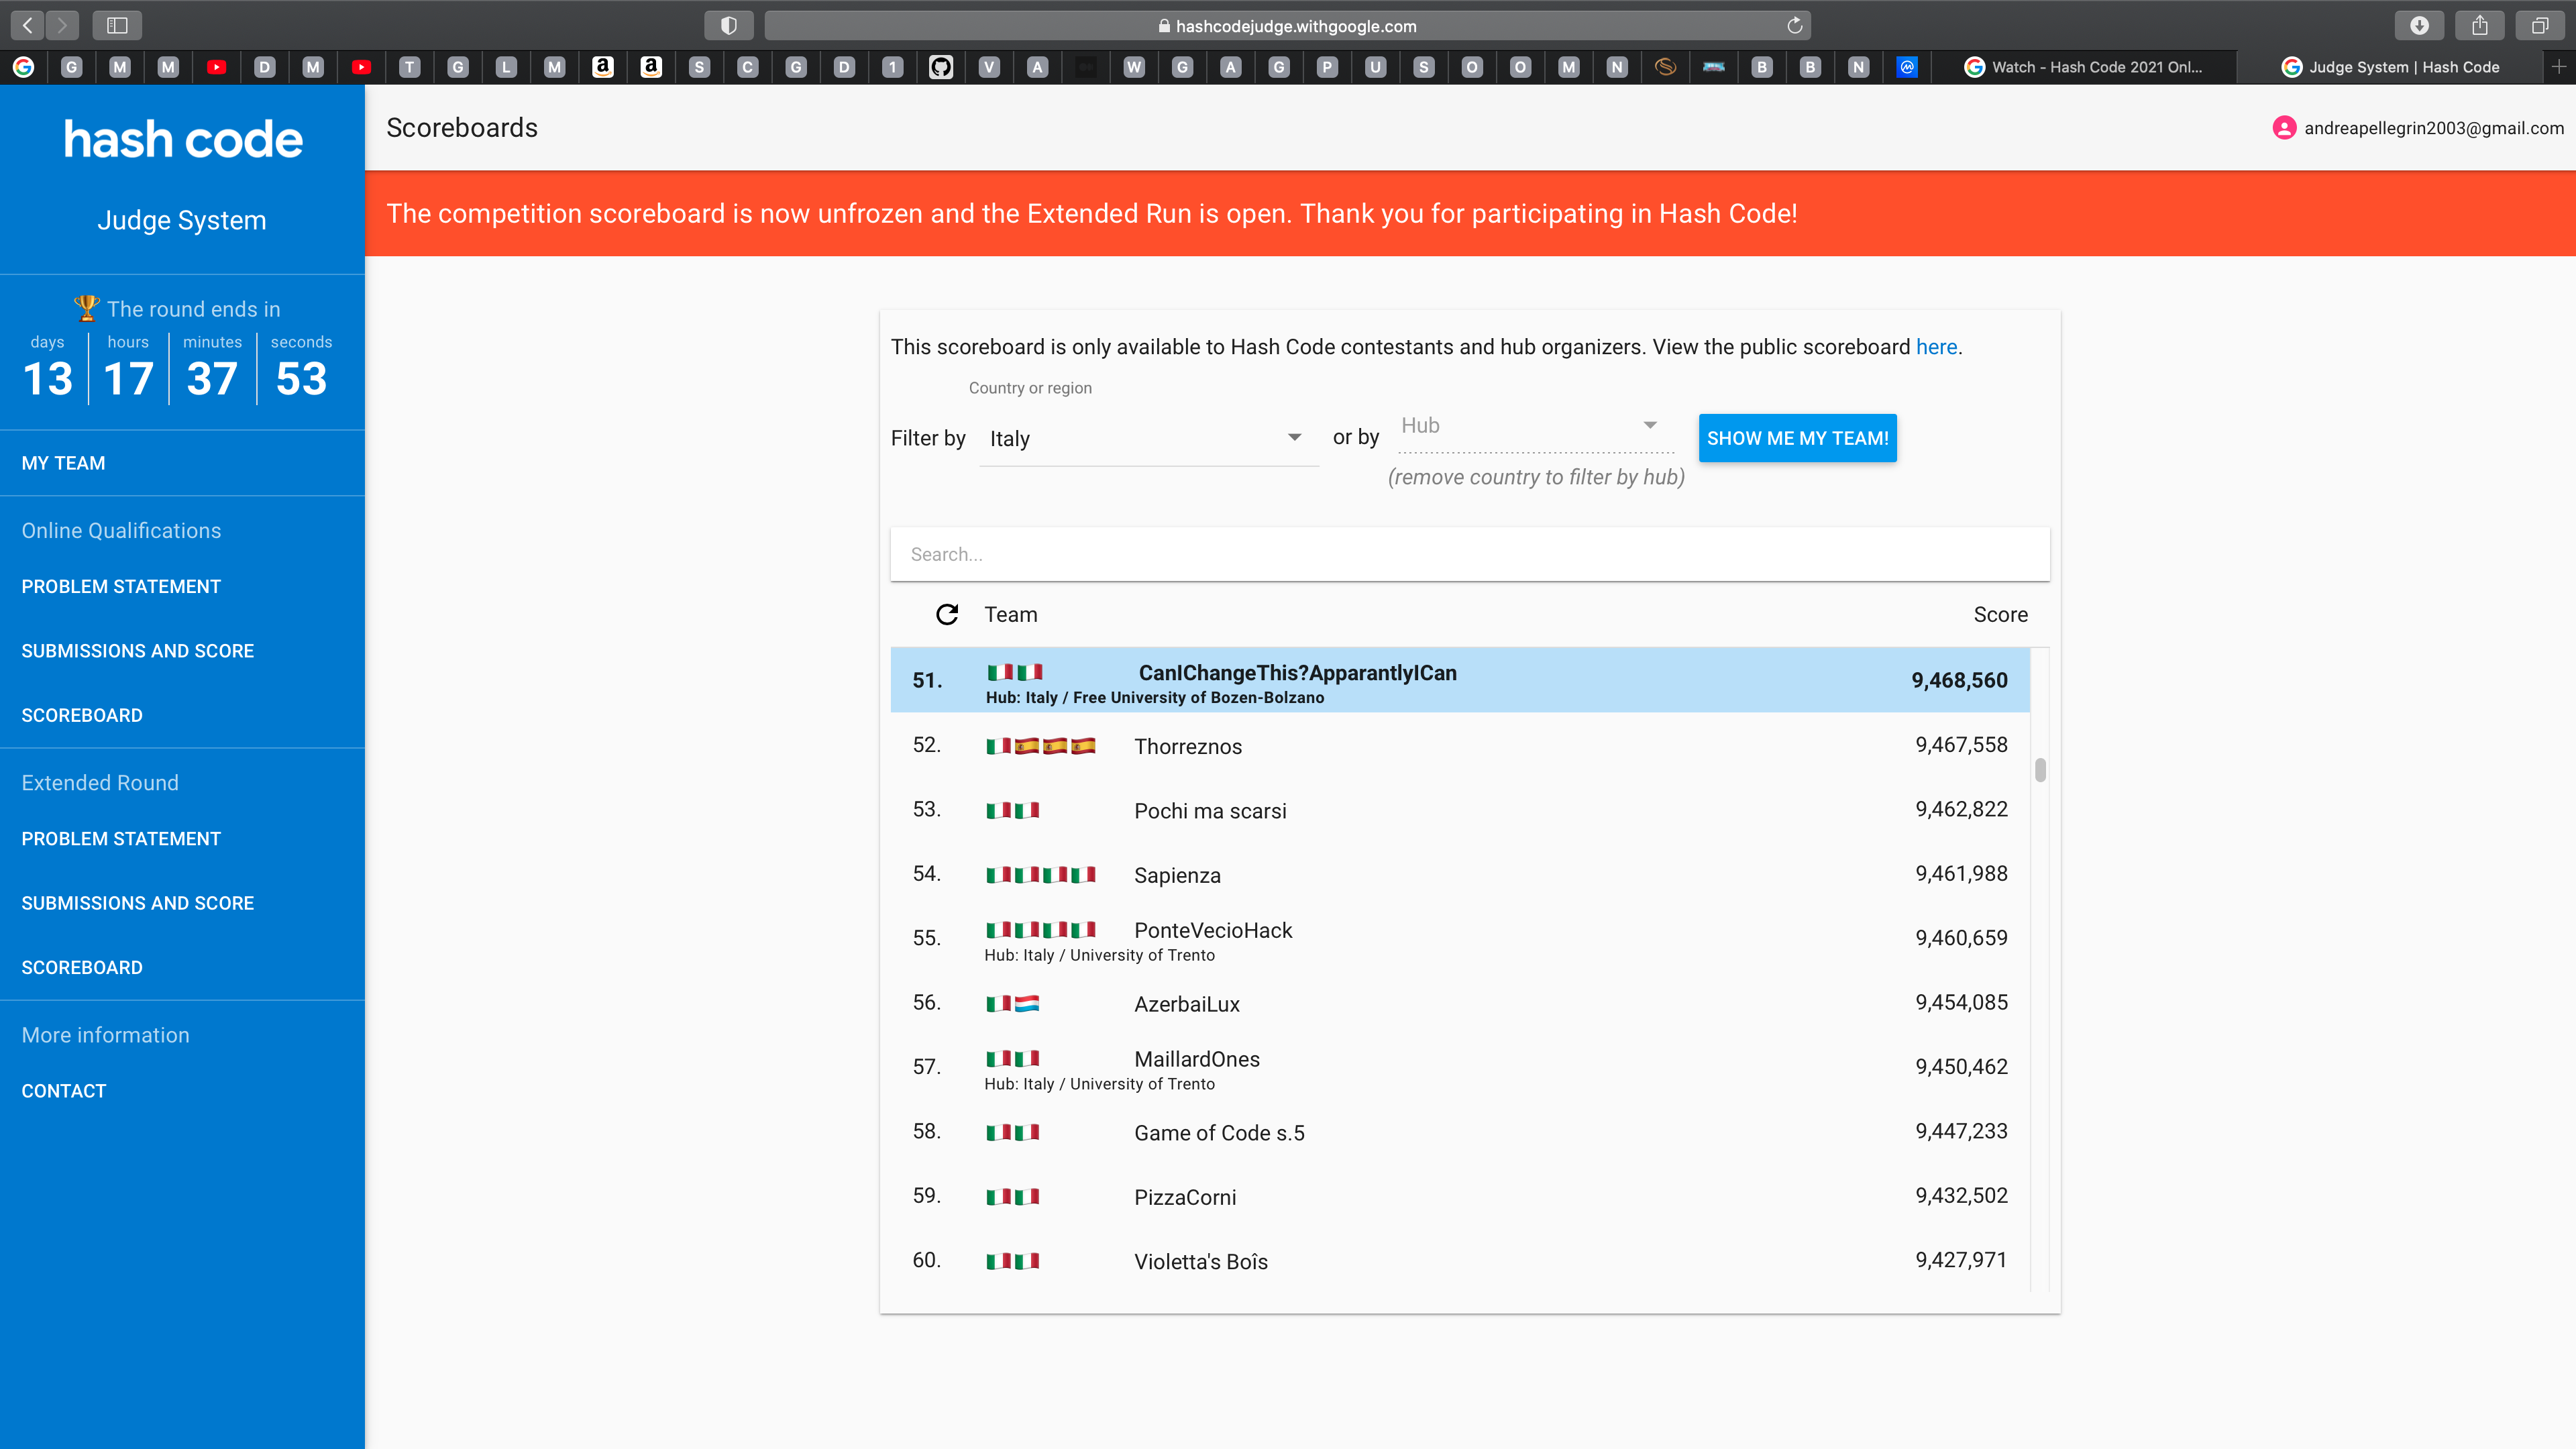 hashcodejudge.withgoogle.com
G M M D M T G L M S C G D 1 V A W G A G P U S O O M N B B N
Watch - Hash Code 2021 Onl...
Judge System | Hash Code
hash code
Judge System
🏆 The round ends in
days hours minutes seconds
13 17 37 53
MY TEAM
Online Qualifications
PROBLEM STATEMENT
SUBMISSIONS AND SCORE
SCOREBOARD
Extended Round
PROBLEM STATEMENT
SUBMISSIONS AND SCORE
SCOREBOARD
More information
CONTACT
Scoreboards
andreapellegrin2003@gmail.com
The competition scoreboard is now unfrozen and the Extended Run is open. Thank you for participating in Hash Code!
This scoreboard is only available to Hash Code contestants and hub organizers. View the public scoreboard here.
Country or region
Filter by Italy or by Hub SHOW ME MY TEAM!
(remove country to filter by hub)
Search...
Team Score
51. CanIChangeThis?ApparantlyICan 9,468,560
Hub: Italy / Free University of Bozen-Bolzano
52. Thorreznos 9,467,558
53. Pochi ma scarsi 9,462,822
54. Sapienza 9,461,988
55. PonteVecioHack 9,460,659
Hub: Italy / University of Trento
56. AzerbaiLux 9,454,085
57. MaillardOnes 9,450,462
Hub: Italy / University of Trento
58. Game of Code s.5 9,447,233
59. PizzaCorni 9,432,502
60. Violetta's Boîs 9,427,971